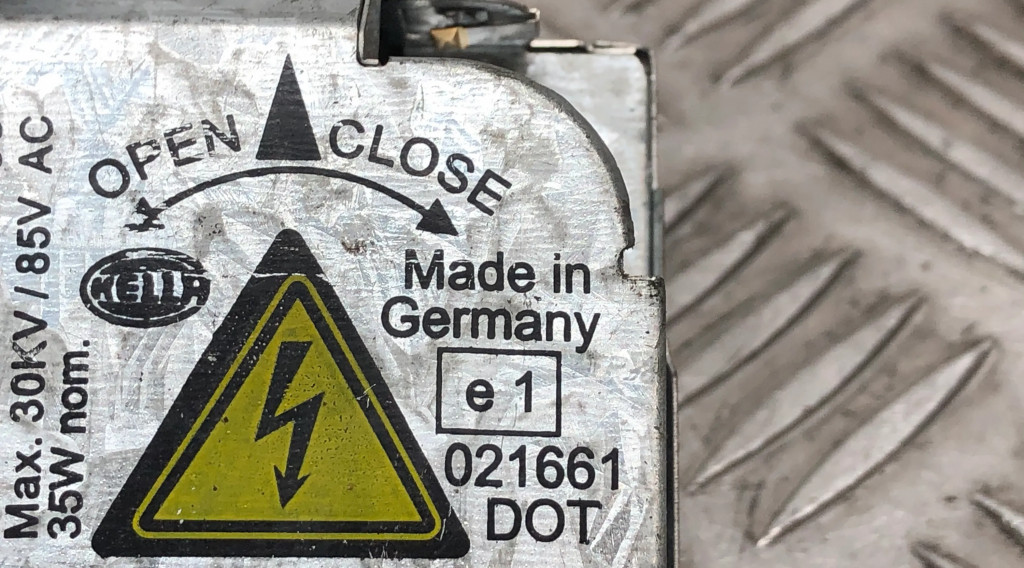 OPEN CLOSE
HELLA
Made in
Germany
e 1
021661
DOT
Max. 30KV / 85V AC
35W nom.